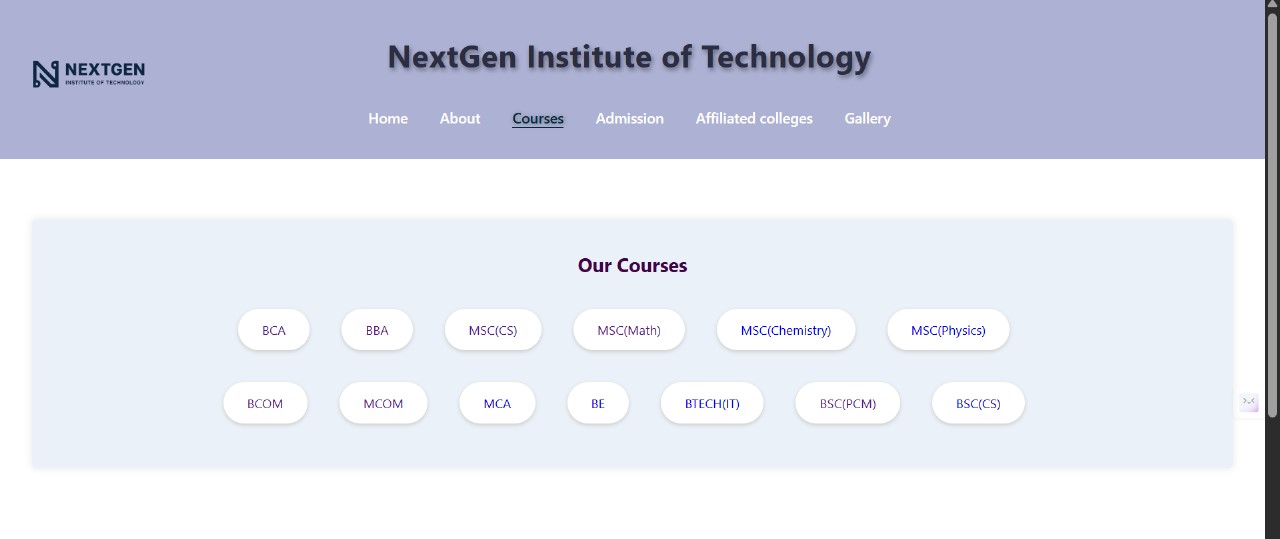 NextGen Institute of Technology
NEXTGEN
INSTITUTE OF TECHNOLOGY
Home About Courses Admission Affiliated colleges Gallery
Our Courses
BCA BBA MSC(CS) MSC(Math) MSC(Chemistry) MSC(Physics)
BCOM MCOM MCA BE BTECH(IT) BSC(PCM) BSC(CS)